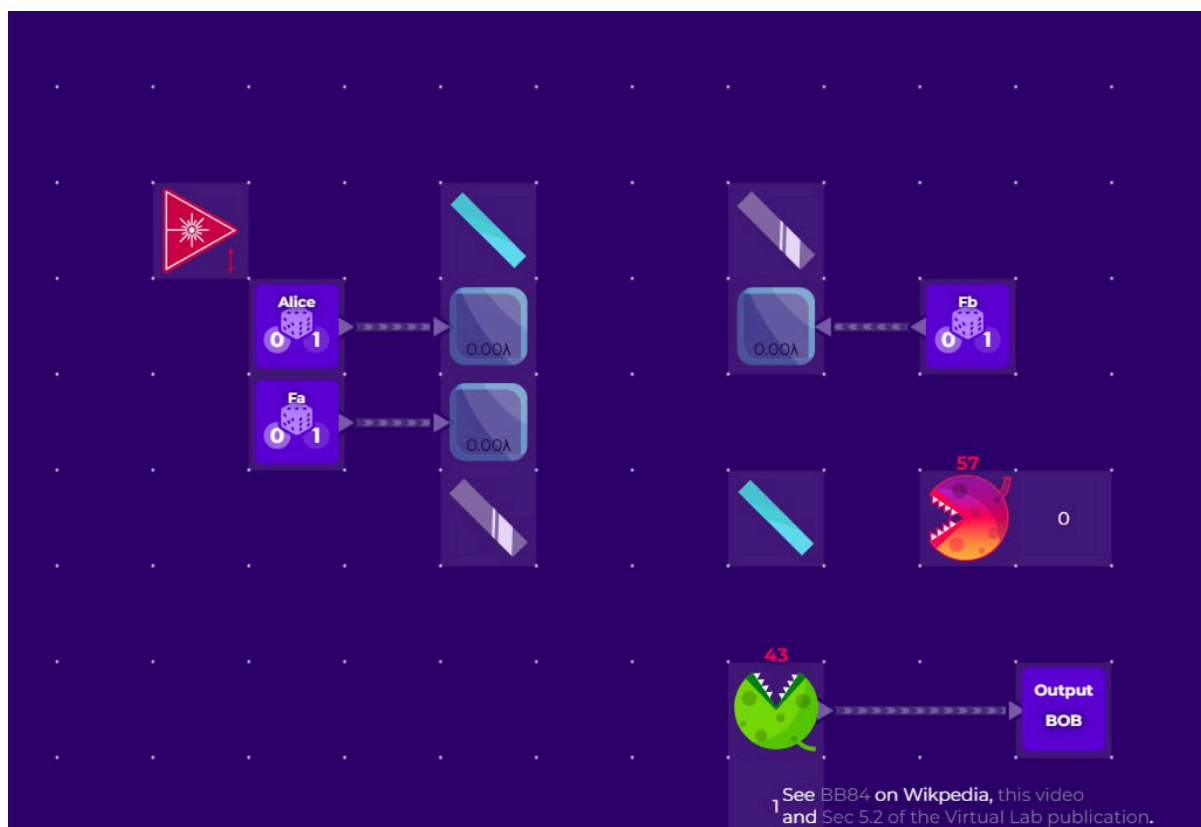 Alice
0 1
0.00λ
0.00λ
Fb
0 1
Fa
0 1
0.00λ
57
0
43
Output
BOB
1
See BB84 on Wikpedia, this video
and Sec 5.2 of the Virtual Lab publication.